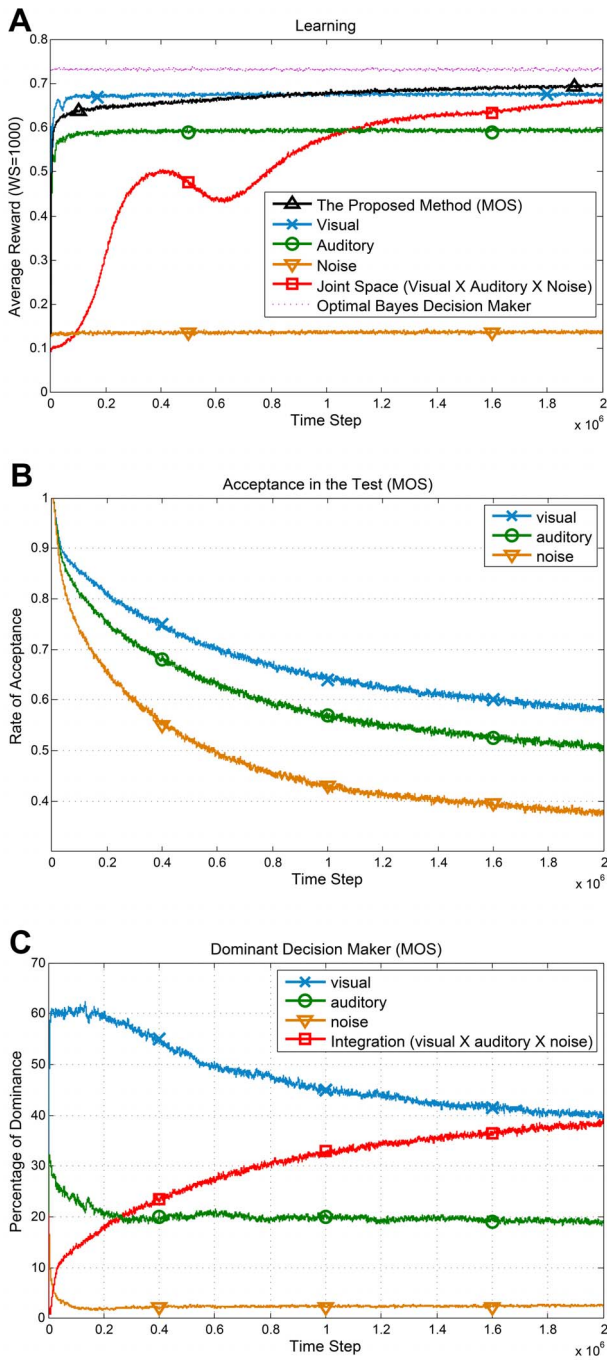 A
Learning
Average Reward (WS=1000)
0.8
0.7
0.6
0.5
0.4
0.3
0.2
0.1
0
The Proposed Method (MOS)
Visual
Auditory
Noise
Joint Space (Visual X Auditory X Noise)
Optimal Bayes Decision Maker
0 0.2 0.4 0.6 0.8 1 1.2 1.4 1.6 1.8 2
Time Step
x 10^6
B
Acceptance in the Test (MOS)
Rate of Acceptance
1
0.9
0.8
0.7
0.6
0.5
0.4
visual
auditory
noise
0 0.2 0.4 0.6 0.8 1 1.2 1.4 1.6 1.8 2
Time Step
x 10^6
C
Dominant Decision Maker (MOS)
Percentage of Dominance
70
60
50
40
30
20
10
0
visual
auditory
noise
Integration (visual X auditory X noise)
0 0.2 0.4 0.6 0.8 1 1.2 1.4 1.6 1.8 2
Time Step
x 10^6